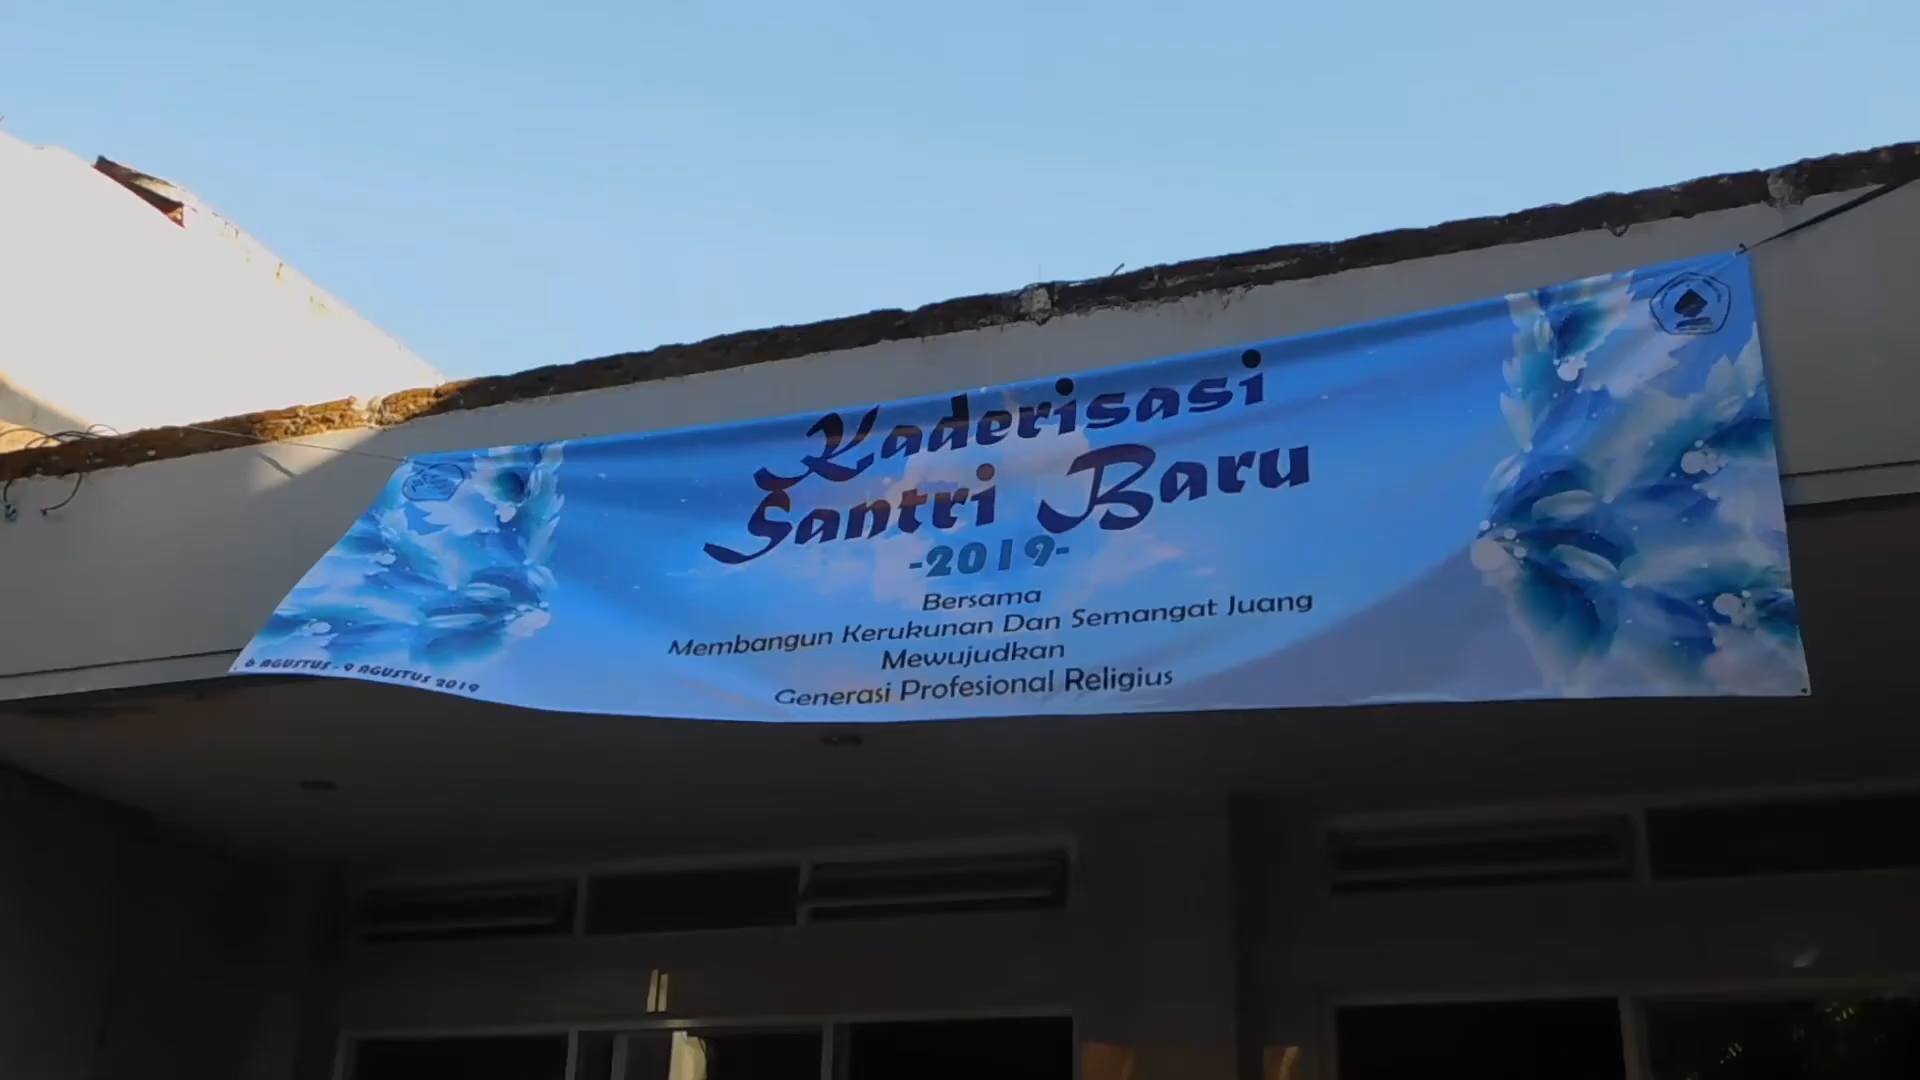 Kaderisasi
Santri Baru
-2019-
Bersama
Membangun Kerukunan Dan Semangat Juang
Mewujudkan
Generasi Profesional Religius
6 AGUSTUS - 9 AGUSTUS 2019